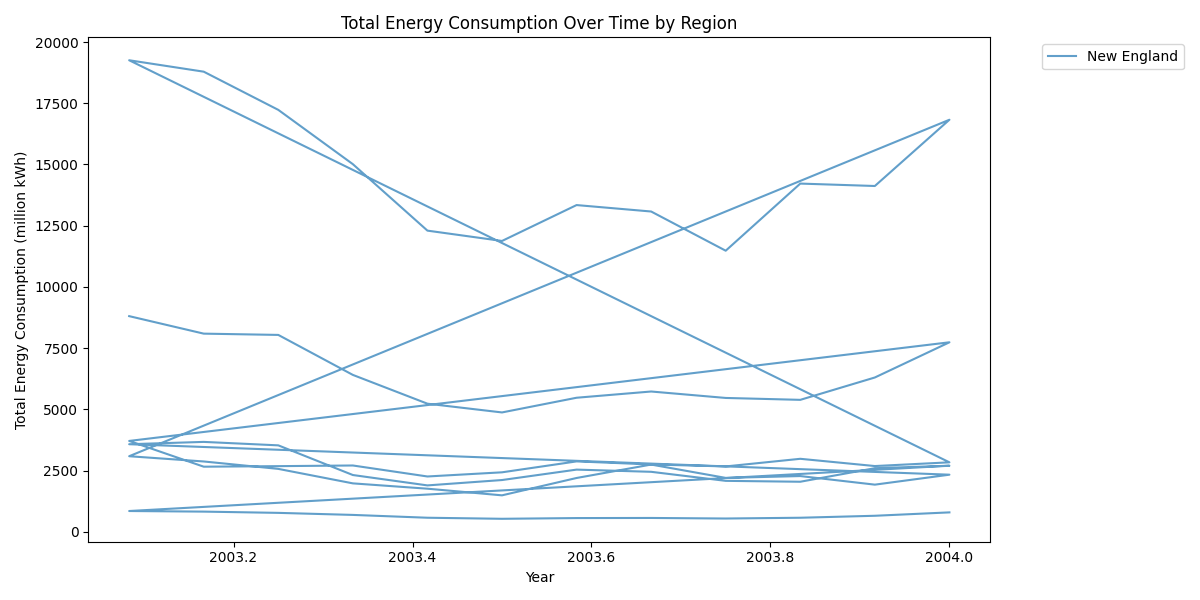 Total Energy Consumption Over Time by Region
New England
Total Energy Consumption (million kWh)
20000
17500
15000
12500
10000
7500
5000
2500
0
2003.2 2003.4 2003.6 2003.8 2004.0
Year